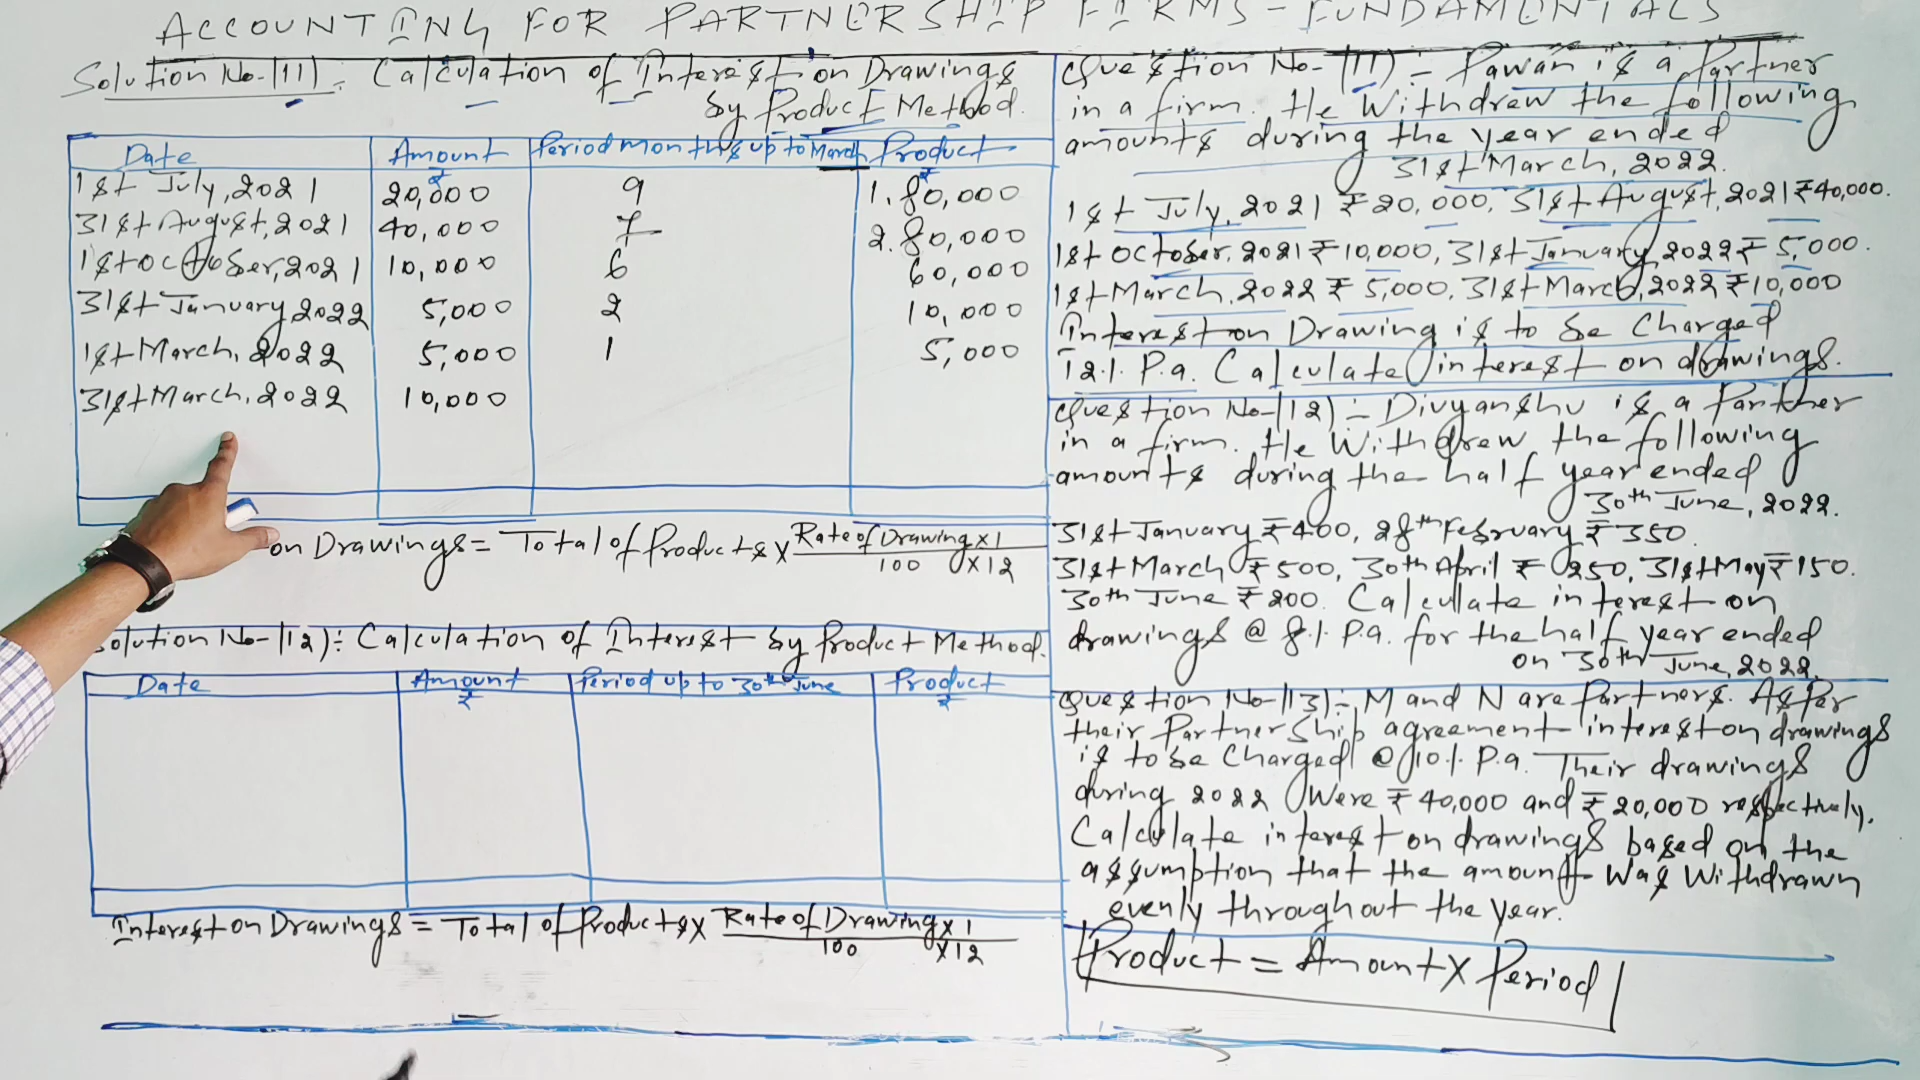 ACCOUNTING FOR PARTNERSHIP FIRMS - FUNDAMENTALS
Solution No-(11) :- Calculation of Interest on Drawings
by Product Method.
Date Amount ₹ Period months up to March Product ₹
1st July, 2021 20,000 9 1,80,000
31st August, 2021 40,000 7 2,80,000
1st October, 2021 10,000 6 60,000
31st January 2022 5,000 2 10,000
1st March, 2022 5,000 1 5,000
31st March, 2022 10,000
on Drawings = Total of Products × Rate of Drawing × 1
100 × 12
Solution No-(12) :- Calculation of Interest by Product Method.
Date Amount ₹ Period up to 30th June Product ₹
Interest on Drawings = Total of Products × Rate of Drawing × 1
100 × 12
Question No-(11) :- Pawan is a Partner
in a firm. He Withdrew the following
amounts during the year ended
31st March, 2022.
1st July, 2021 ₹ 20,000, 31st August, 2021 ₹ 40,000.
1st October, 2021 ₹ 10,000, 31st January, 2022 ₹ 5,000.
1st March, 2022 ₹ 5,000, 31st March, 2022 ₹ 10,000
Interest on Drawing is to be Charged
12% P.a. Calculate interest on drawings.
Question No-(12) :- Divyanshu is a Partner
in a firm. He Withdrew the following
amounts during the half year ended
30th June, 2022.
31st January ₹ 400, 28th February ₹ 350.
31st March ₹ 500, 30th April ₹ 250, 31st May ₹ 150.
30th June ₹ 200. Calculate interest on
drawings @ 8% P.a. for the half year ended
on 30th June, 2022.
Question No-(13) :- M and N are Partners. As Per
their Partnership agreement interest on drawings
is to be Charged @ 10% P.a. Their drawings
during 2022 Were ₹ 40,000 and ₹ 20,000 respectively.
Calculate interest on drawings based on the
assumption that the amount Was Withdrawn
evenly throughout the year.
Product = Amount × Period